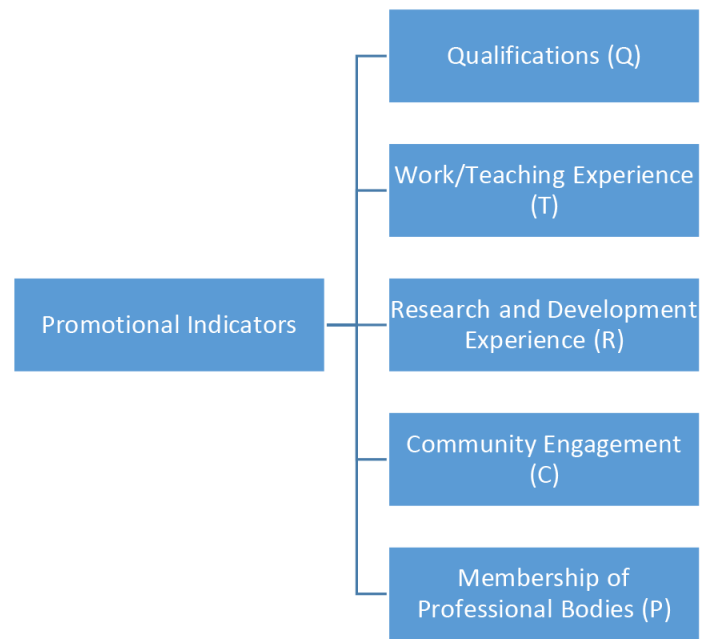 Qualifications (Q)
Work/Teaching Experience
(T)
Promotional Indicators
Research and Development
Experience (R)
Community Engagement
(C)
Membership of
Professional Bodies (P)